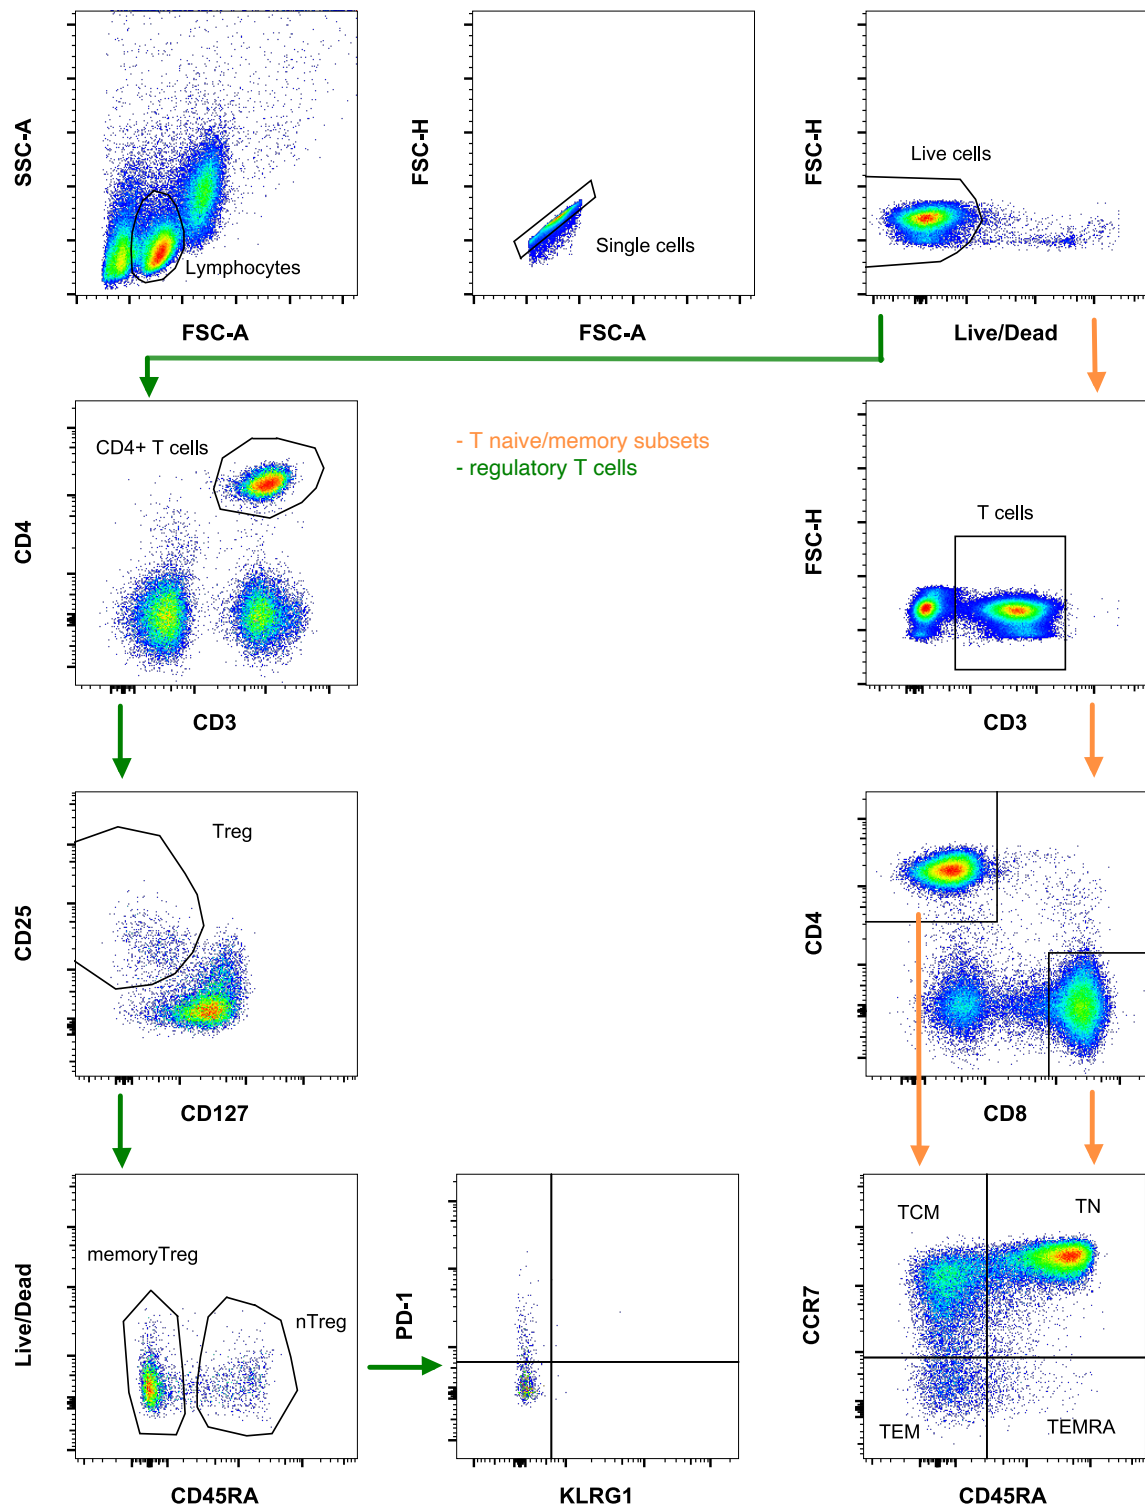 SSC-A
Lymphocytes
FSC-A
FSC-H
Single cells
FSC-A
FSC-H
Live cells
Live/Dead
CD4+ T cells
CD4
CD3
- T naive/memory subsets
- regulatory T cells
FSC-H
T cells
CD3
Treg
CD25
CD127
CD4
CD8
memoryTreg
nTreg
Live/Dead
CD45RA
PD-1
KLRG1
TCM
TN
CCR7
TEM
TEMRA
CD45RA